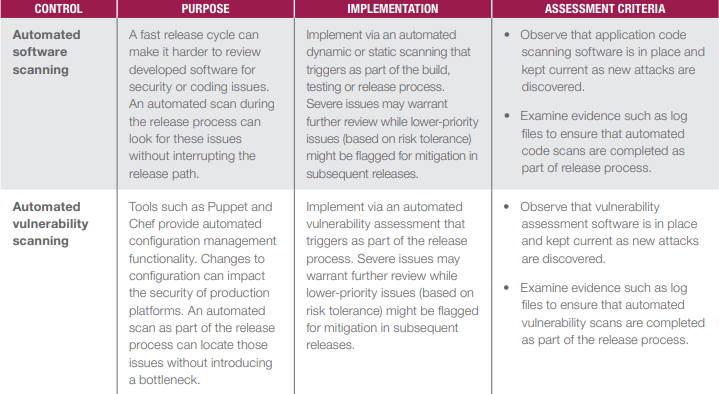 CONTROL
PURPOSE
IMPLEMENTATION
ASSESSMENT CRITERIA
Automated
software
scanning
A fast release cycle can
make it harder to review
developed software for
security or coding issues.
An automated scan during
the release process can
look for these issues
without interrupting the
release path.
Implement via an automated
dynamic or static scanning that
triggers as part of the build,
testing or release process.
Severe issues may warrant
further review while lower-priority
issues (based on risk tolerance)
might be flagged for mitigation in
subsequent releases.
• Observe that application code
scanning software is in place and
kept current as new attacks are
discovered.
• Examine evidence such as log
files to ensure that automated
code scans are completed as
part of release process.
Automated
vulnerability
scanning
Tools such as Puppet and
Chef provide automated
configuration management
functionality. Changes to
configuration can impact
the security of production
platforms. An automated
scan as part of the release
process can locate those
issues without introducing
a bottleneck.
Implement via an automated
vulnerability assessment that
triggers as part of the release
process. Severe issues may
warrant further review while
lower-priority issues (based on
risk tolerance) might be flagged
for mitigation in subsequent
releases.
• Observe that vulnerability
assessment software is in place
and kept current as new attacks
are discovered.
• Examine evidence such as log
files to ensure that automated
vulnerability scans are completed
as part of the release process.